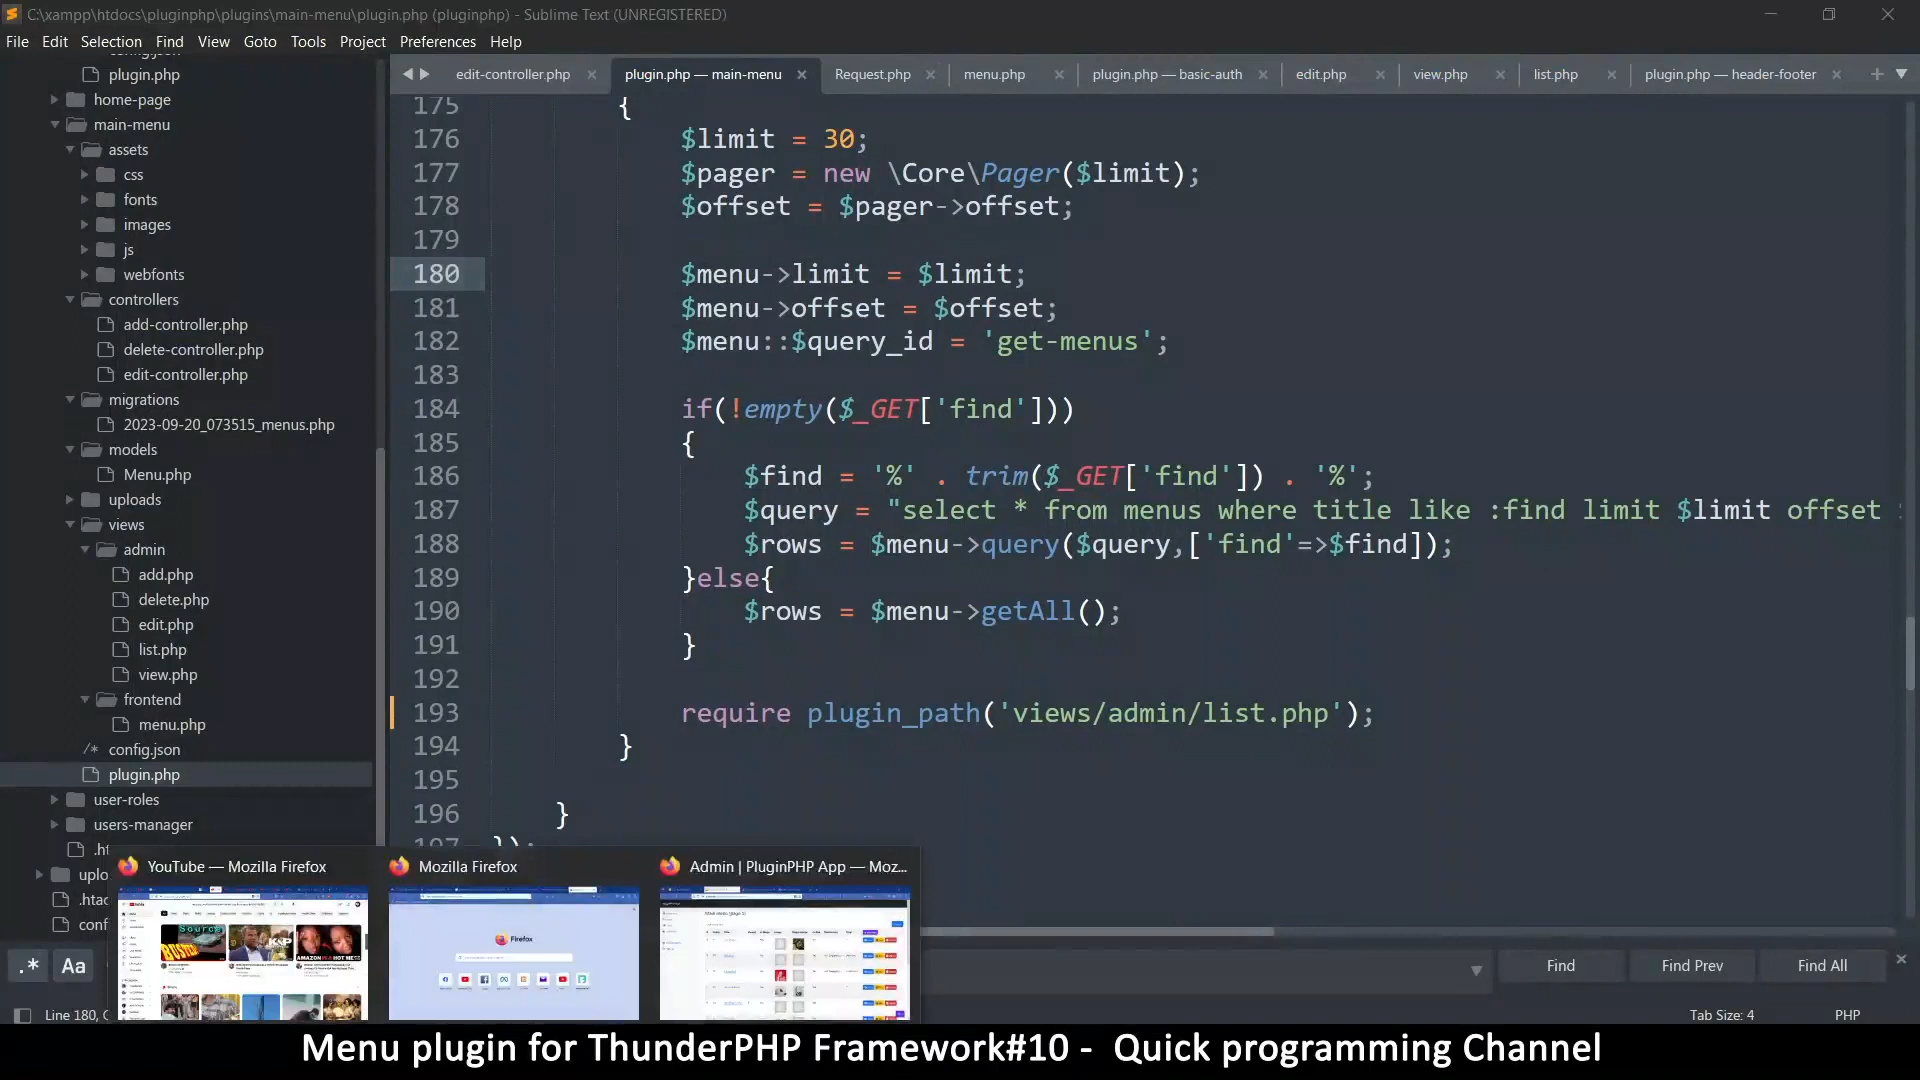 C:\xampp\htdocs\pluginphp\plugins\main-menu\plugin.php (pluginphp) - Sublime Text (UNREGISTERED)
File Edit Selection Find View Goto Tools Project Preferences Help
edit-controller.php
plugin.php — main-menu
Request.php
menu.php
plugin.php — basic-auth
edit.php
view.php
list.php
plugin.php — header-footer
config.json
plugin.php
home-page
main-menu
assets
css
fonts
images
js
webfonts
controllers
add-controller.php
delete-controller.php
edit-controller.php
migrations
2023-09-20_073515_menus.php
models
Menu.php
uploads
views
admin
add.php
delete.php
edit.php
list.php
view.php
frontend
menu.php
/* config.json
plugin.php
user-roles
users-manager
175 {
176 $limit = 30;
177 $pager = new \Core\Pager($limit);
178 $offset = $pager->offset;
179
180 $menu->limit = $limit;
181 $menu->offset = $offset;
182 $menu::$query_id = 'get-menus';
183
184 if(!empty($_GET['find']))
185 {
186 $find = '%' . trim($_GET['find']) . '%';
187 $query = "select * from menus where title like :find limit $limit offset
188 $rows = $menu->query($query,['find'=>$find]);
189 }else{
190 $rows = $menu->getAll();
191 }
192
193 require plugin_path('views/admin/list.php');
194 }
195
196 }
197 });
YouTube — Mozilla Firefox
Mozilla Firefox
Admin | PluginPHP App — Moz...
Firefox
.* Aa
Find
Find Prev
Find All
Line 180,
Tab Size: 4
PHP
Menu plugin for ThunderPHP Framework#10 - Quick programming Channel